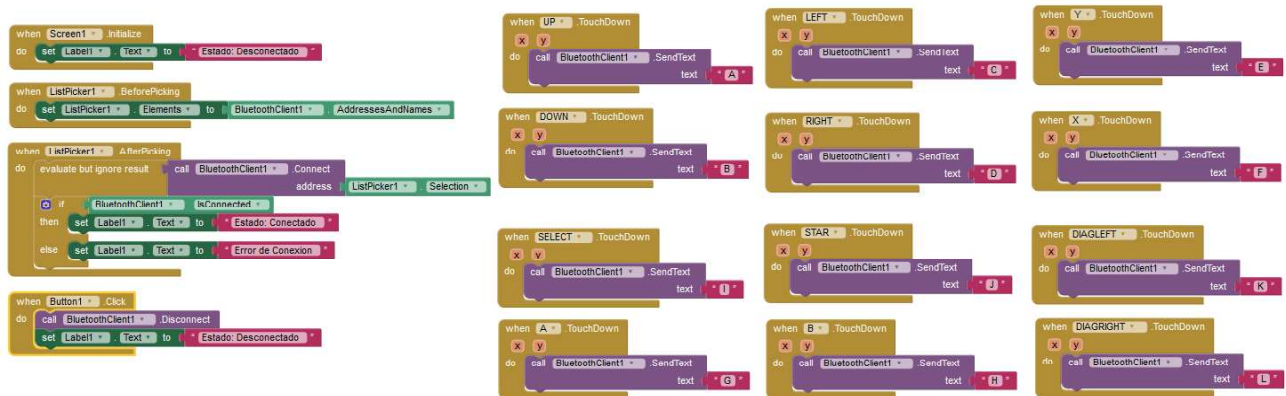 when Screen1 .Initialize
do set Label1 . Text to " Estado: Desconectado "
when ListPicker1 .BeforePicking
do set ListPicker1 . Elements to BluetoothClient1 . AddressesAndNames
when ListPicker1 .AfterPicking
do evaluate but ignore result call BluetoothClient1 .Connect
address ListPicker1 . Selection
if BluetoothClient1 . IsConnected
then set Label1 . Text to " Estado: Conectado "
else set Label1 . Text to " Error de Conexion "
when Button1 .Click
do call BluetoothClient1 .Disconnect
set Label1 . Text to " Estado: Desconectado "
when UP .TouchDown
x y
do call BluetoothClient1 .SendText
text " A "
when DOWN .TouchDown
x y
do call BluetoothClient1 .SendText
text " B "
when SELECT .TouchDown
x y
do call BluetoothClient1 .SendText
text " I "
when A .TouchDown
x y
do call BluetoothClient1 .SendText
text " G "
when LEFT .TouchDown
x y
do call BluetoothClient1 .SendText
text " C "
when RIGHT .TouchDown
x y
do call BluetoothClient1 .SendText
text " D "
when STAR .TouchDown
x y
do call BluetoothClient1 .SendText
text " J "
when B .TouchDown
x y
do call BluetoothClient1 .SendText
text " H "
when Y .TouchDown
x y
do call BluetoothClient1 .SendText
text " E "
when X .TouchDown
x y
do call BluetoothClient1 .SendText
text " F "
when DIAGLEFT .TouchDown
x y
do call BluetoothClient1 .SendText
text " K "
when DIAGRIGHT .TouchDown
x y
do call BluetoothClient1 .SendText
text " L "